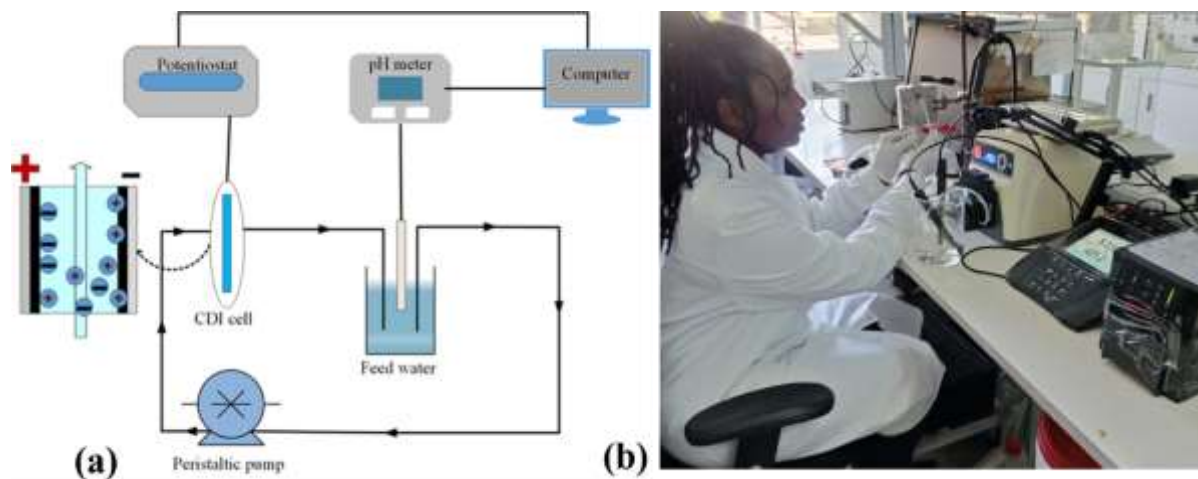 Potentiostat
pH meter
Computer
+
-
CDI cell
Feed water
Peristaltic pump
(a)
(b)